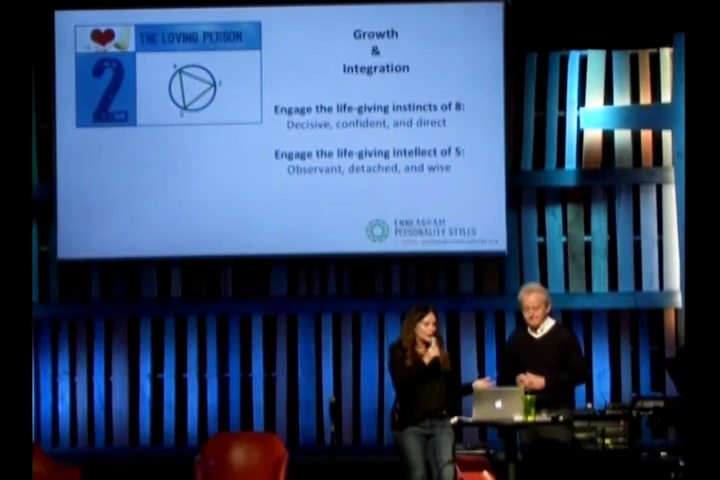 THE LOVING PERSON
2
Growth
&
Integration
Engage the life-giving instincts of 8:
Decisive, confident, and direct
Engage the life-giving intellect of 5:
Observant, detached, and wise
ENNEAGRAM
PERSONALITY STYLES